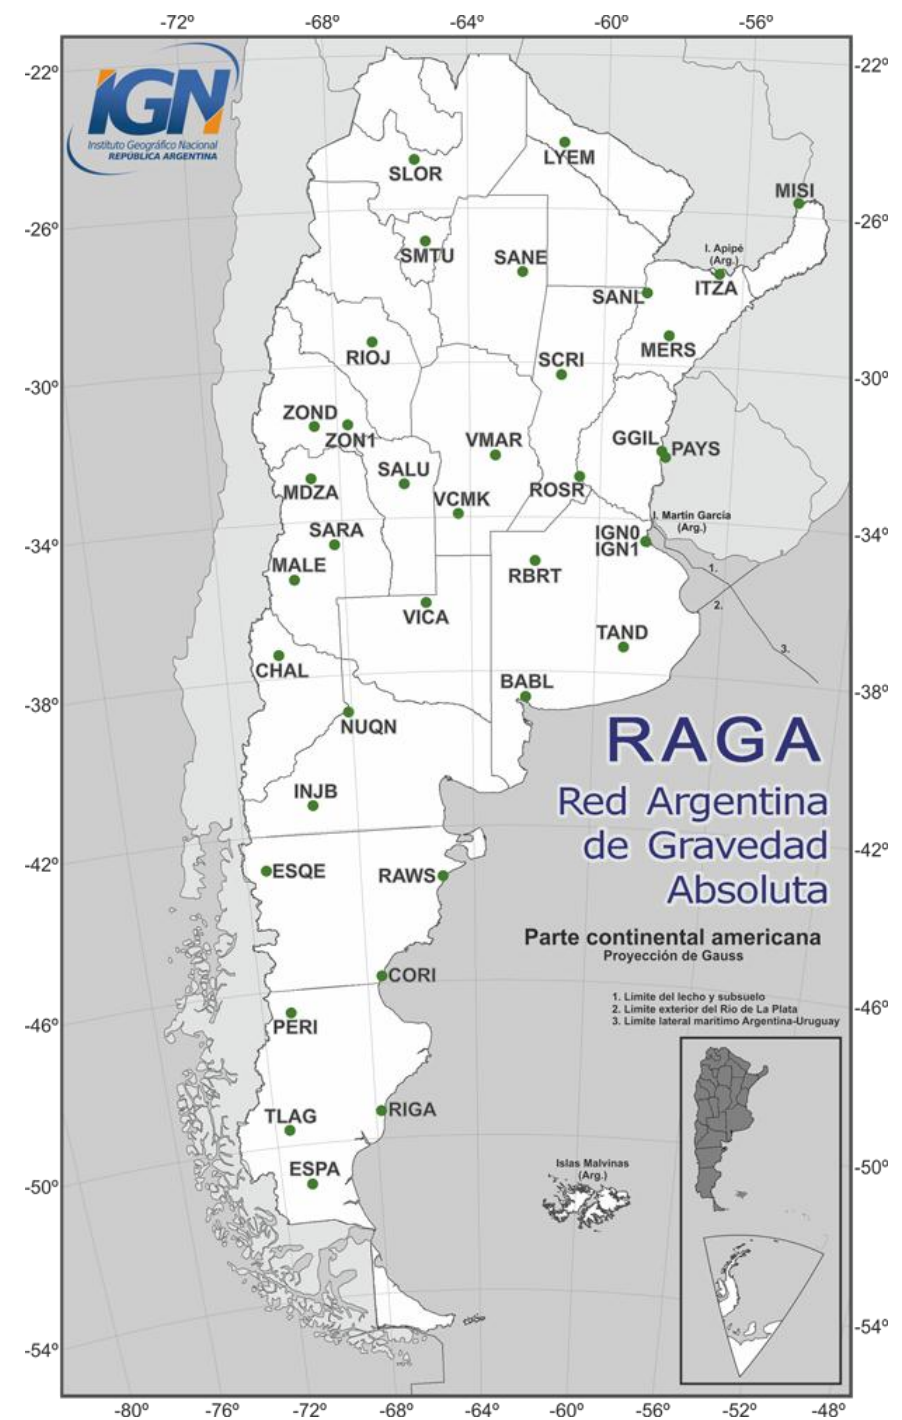 -72º -68º -64º -60º -56º
-22º -22º
IGN
Instituto Geográfico Nacional
REPÚBLICA ARGENTINA
LYEM
SLOR
MISI
-26º -26º
I. Apipé
(Arg.)
SMTU
SANE
ITZA
SANL
MERS
RIOJ
SCRI
-30º -30º
ZOND
ZON1
VMAR
GGIL
PAYS
SALU
MDZA
VCMK
ROSR
I. Martín García
(Arg.)
SARA
IGN0
IGN1
-34º -34º
MALE
RBRT
1.
2.
VICA
TAND
3.
CHAL
BABL
-38º -38º
NUQN
RAGA
INJB
Red Argentina
de Gravedad
Absoluta
-42º -42º
ESQE
RAWS
Parte continental americana
Proyección de Gauss
CORI
1. Limite del lecho y subsuelo
2. Limite exterior del Río de La Plata
3. Limite lateral marítimo Argentina-Uruguay
-46º -46º
PERI
TLAG
RIGA
ESPA
Islas Malvinas
(Arg.)
-50º -50º
-54º -54º
-80º -76º -72º -68º -64º -60º -56º -52º -48º